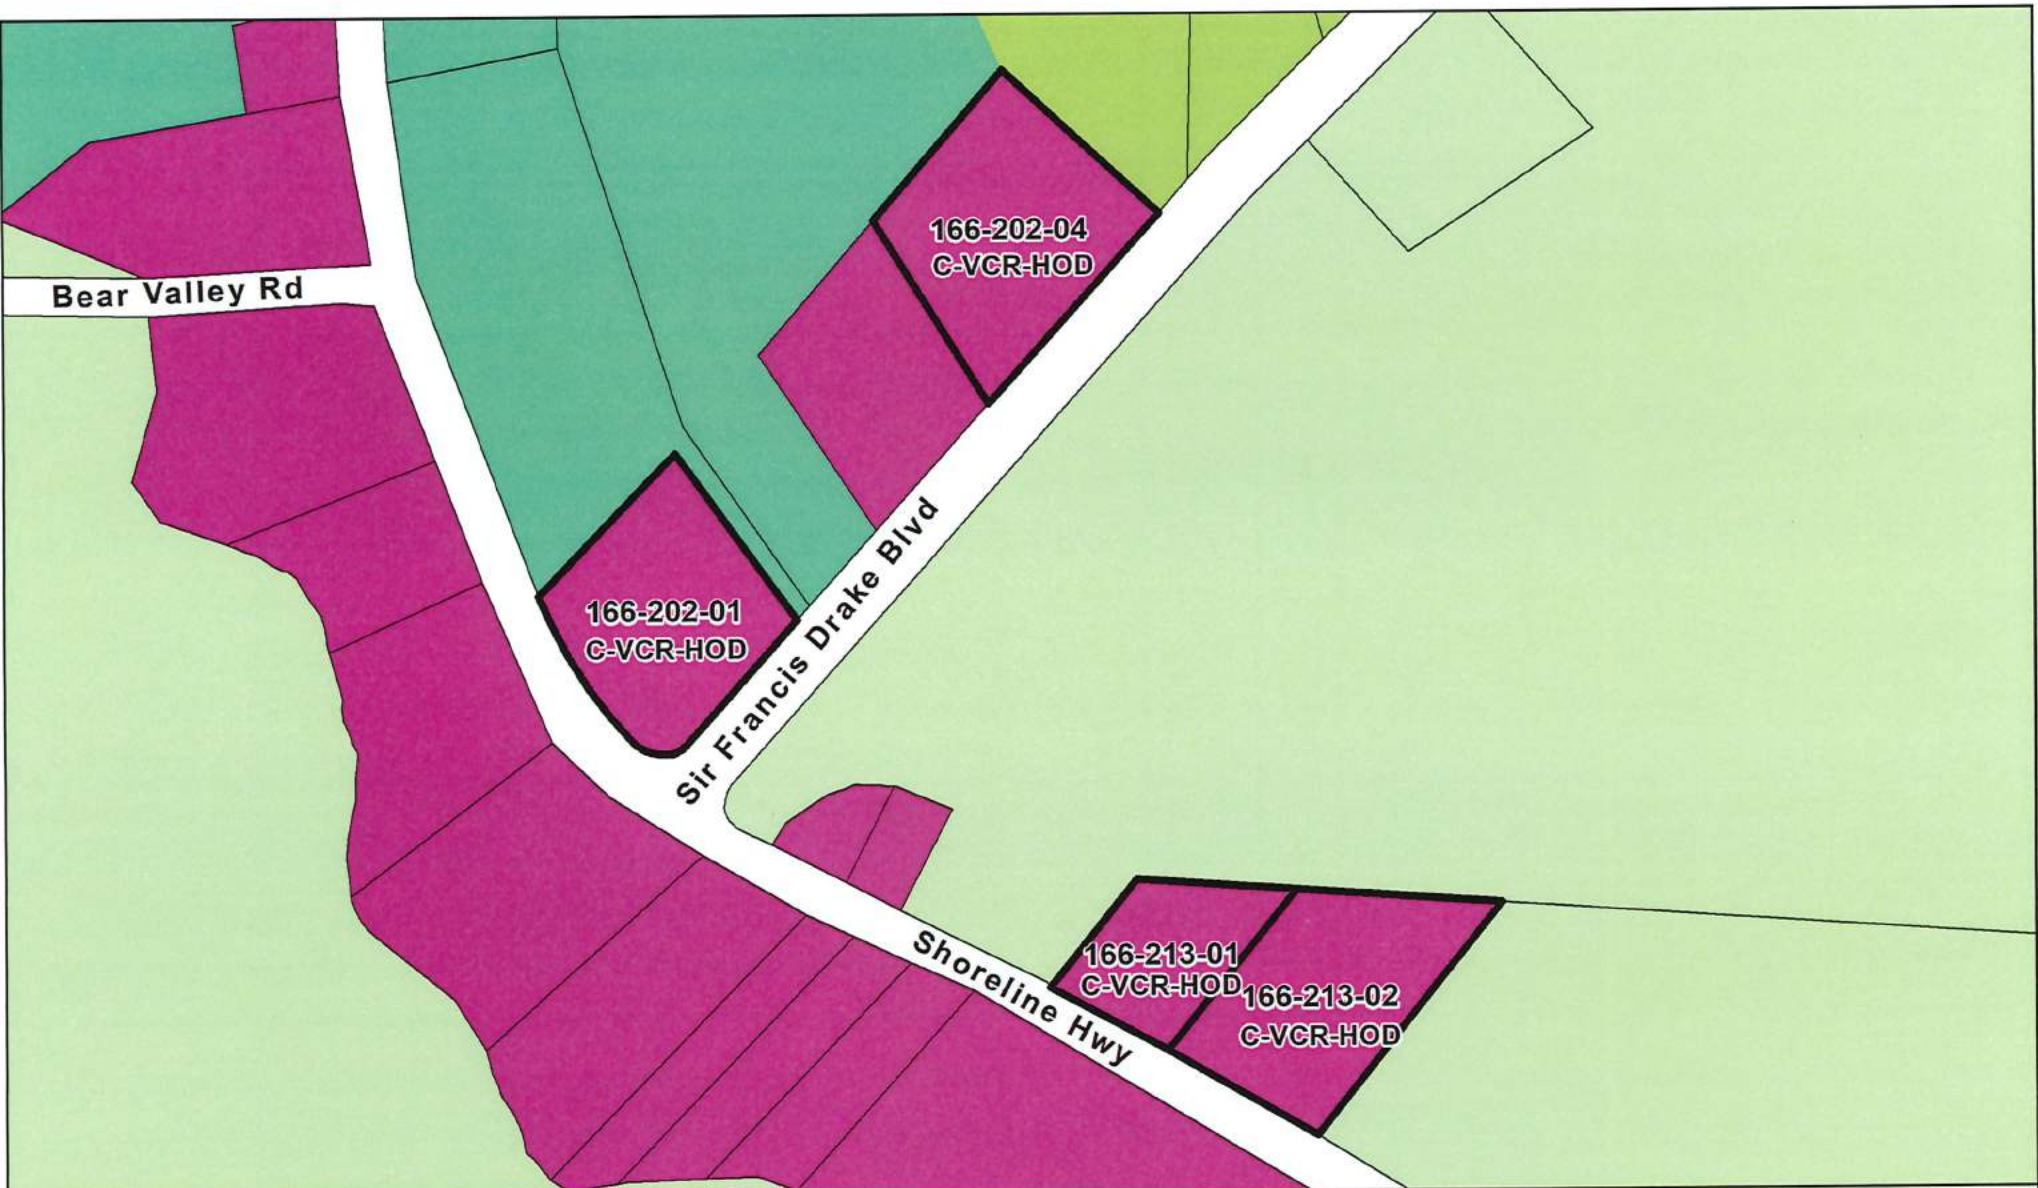 166-202-04
C-VCR-HOD
Bear Valley Rd
166-202-01
C-VCR-HOD
Sir Francis Drake Blvd
166-213-01
C-VCR-HOD
166-213-02
C-VCR-HOD
Shoreline Hwy